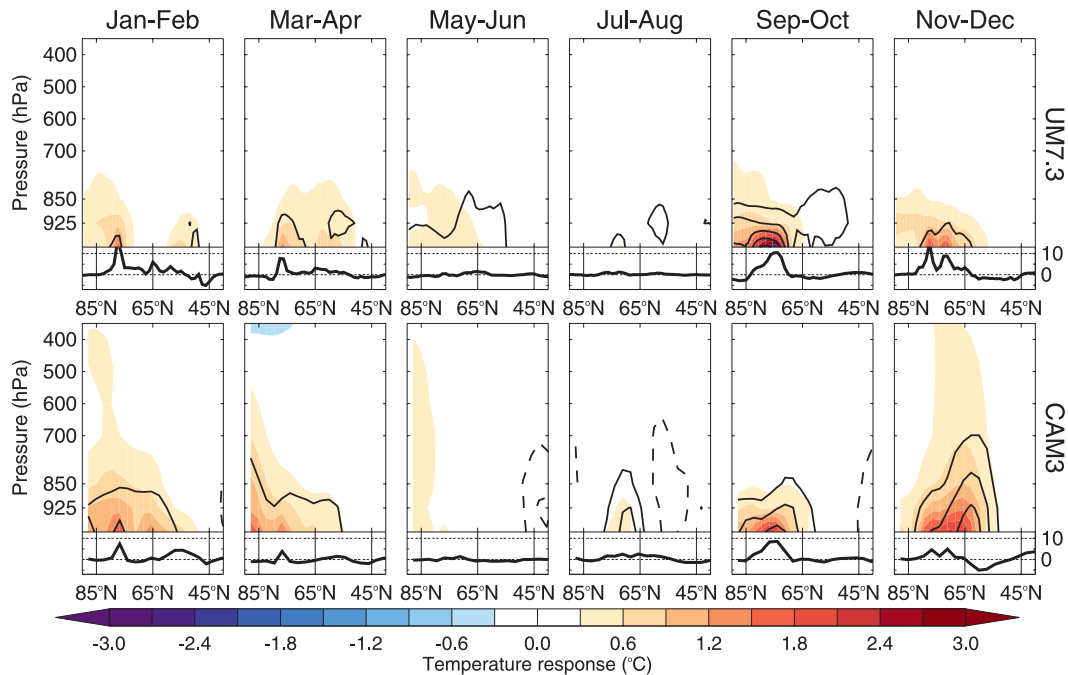 Jan-Feb Mar-Apr May-Jun Jul-Aug Sep-Oct Nov-Dec
Pressure (hPa)
400
500
600
700
850
925
UM7.3
10
0
85°N 65°N 45°N 85°N 65°N 45°N 85°N 65°N 45°N 85°N 65°N 45°N 85°N 65°N 45°N 85°N 65°N 45°N
Pressure (hPa)
400
500
600
700
850
925
CAM3
10
0
85°N 65°N 45°N 85°N 65°N 45°N 85°N 65°N 45°N 85°N 65°N 45°N 85°N 65°N 45°N 85°N 65°N 45°N
-3.0 -2.4 -1.8 -1.2 -0.6 0.0 0.6 1.2 1.8 2.4 3.0
Temperature response (°C)